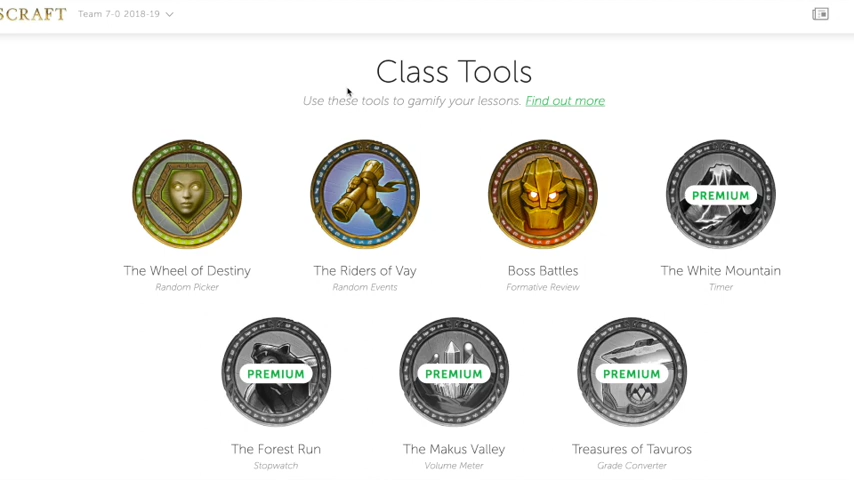 SCRAFT Team 7-0 2018-19
Class Tools
Use these tools to gamify your lessons. Find out more
PREMIUM
The Wheel of Destiny The Riders of Vay Boss Battles The White Mountain
Random Picker Random Events Formative Review Timer
PREMIUM PREMIUM PREMIUM
The Forest Run The Makus Valley Treasures of Tavuros
Stopwatch Volume Meter Grade Converter